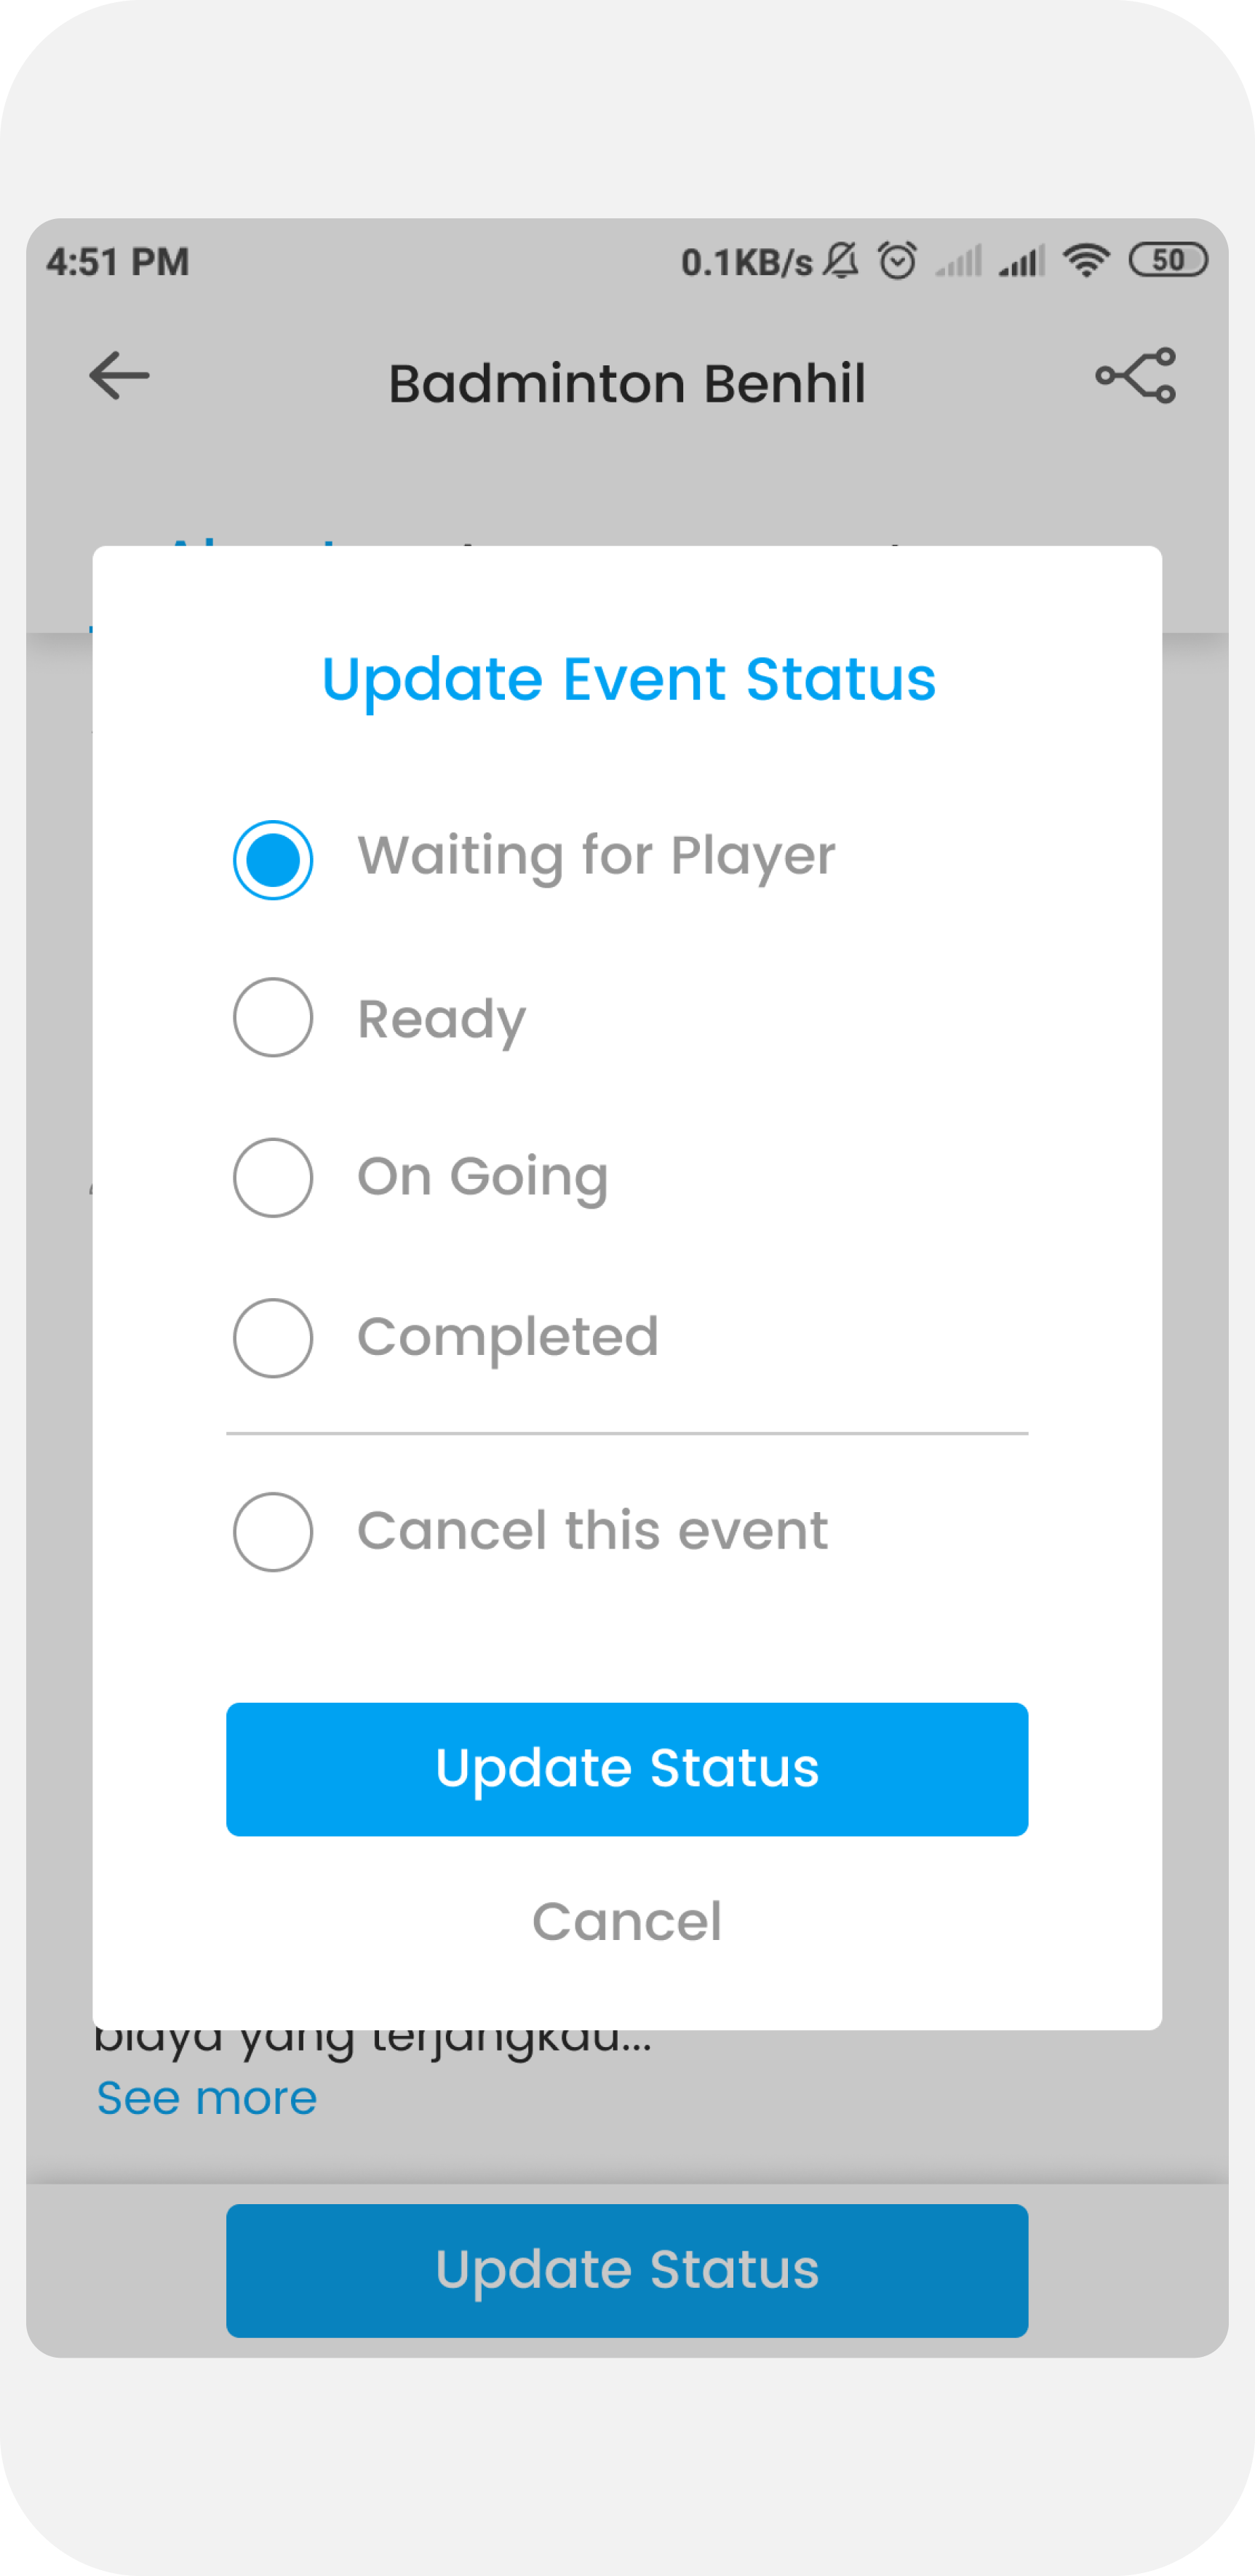 4:51 PM 0.1KB/s 50
Badminton Benhil
Update Event Status
Waiting for Player
Ready
On Going
Completed
Cancel this event
Update Status
Cancel
biaya yang terjangkau...
See more
Update Status